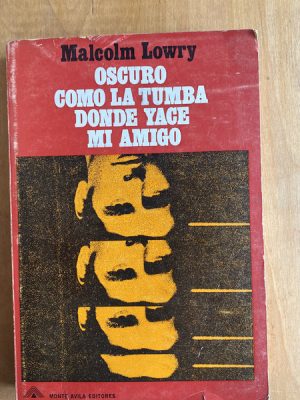 Malcolm Lowry
OSCURO
COMO LA TUMBA
DONDE YACE
MI AMIGO
MONTE AVILA EDITORES